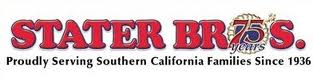 STATER BROS.
75 years
Proudly Serving Southern California Families Since 1936